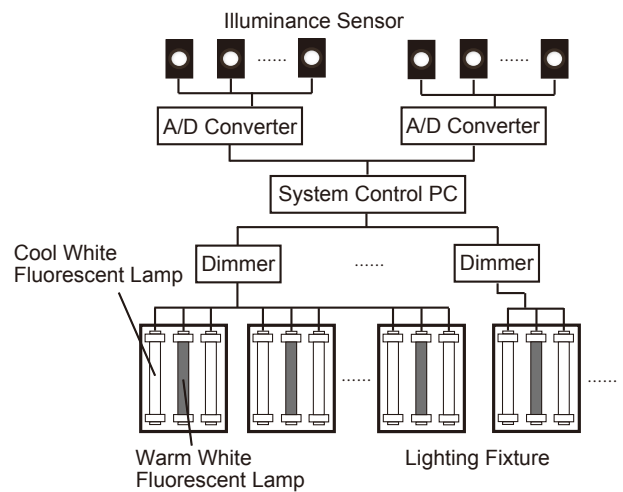 Illuminance Sensor
...... ......
A/D Converter A/D Converter
System Control PC
Cool White
Fluorescent Lamp
Dimmer ...... Dimmer
...... ......
Warm White
Fluorescent Lamp
Lighting Fixture